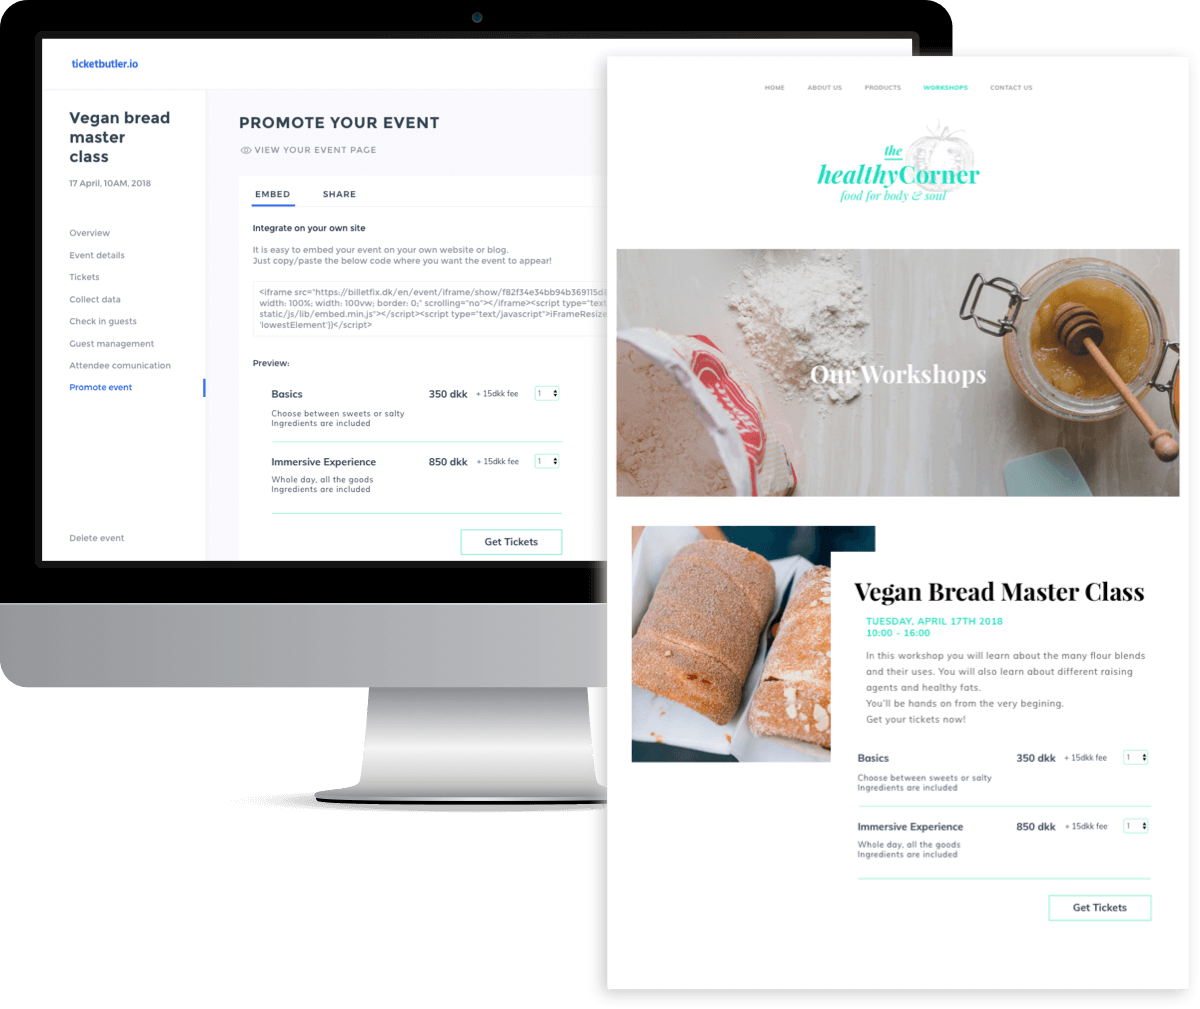 ticketbutler.io
Vegan bread
master
class
17 April, 10AM, 2018
Overview
Event details
Tickets
Collect data
Check in guests
Guest management
Attendee comunication
Promote event
Delete event
PROMOTE YOUR EVENT
VIEW YOUR EVENT PAGE
EMBED SHARE
Integrate on your own site
It is easy to embed your event on your own website or blog.
Just copy/paste the below code where you want the event to appear!
<iframe src="https://billetfix.dk/en/event/iframe/show/f82f34e34bb94b369115d
width: 100%; width: 100vw; border: 0;" scrolling="no"></iframe><script type="tex
static/js/lib/embed.min.js"></script><script type="text/javascript">iFrameResize
'lowestElement'})</script>
Preview:
Basics 350 dkk + 15dkk fee 1
Choose between sweets or salty
Ingredients are included
Immersive Experience 850 dkk + 15dkk fee 1
Whole day, all the goods
Ingredients are included
Get Tickets
HOME ABOUT US PRODUCTS WORKSHOPS CONTACT US
the
healthyCorner
food for body & soul
Our Workshops
Vegan Bread Master Class
TUESDAY, APRIL 17TH 2018
10:00 - 16:00
In this workshop you will learn about the many flour blends
and their uses. You will also learn about different raising
agents and healthy fats.
You'll be hands on from the very begining.
Get your tickets now!
Basics 350 dkk + 15dkk fee 1
Choose between sweets or salty
Ingredients are included
Immersive Experience 850 dkk + 15dkk fee 1
Whole day, all the goods
Ingredients are included
Get Tickets